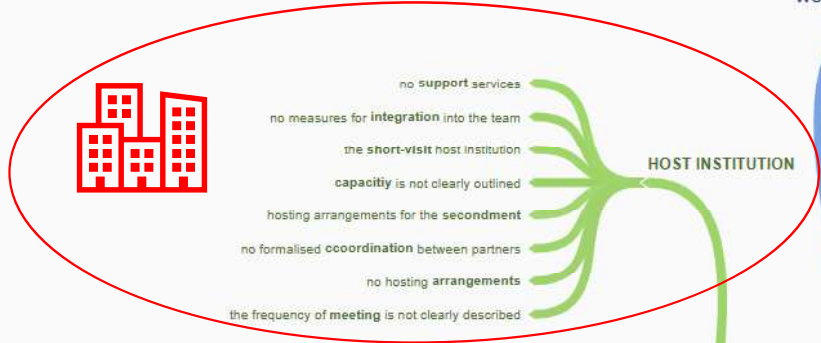 no support services
no measures for integration into the team
the short-visit host institution
HOST INSTITUTION
capacitiy is not clearly outlined
hosting arrangements for the secondment
no formalised ccoordination between partners
no hosting arrangements
the frequency of meeting is not clearly described